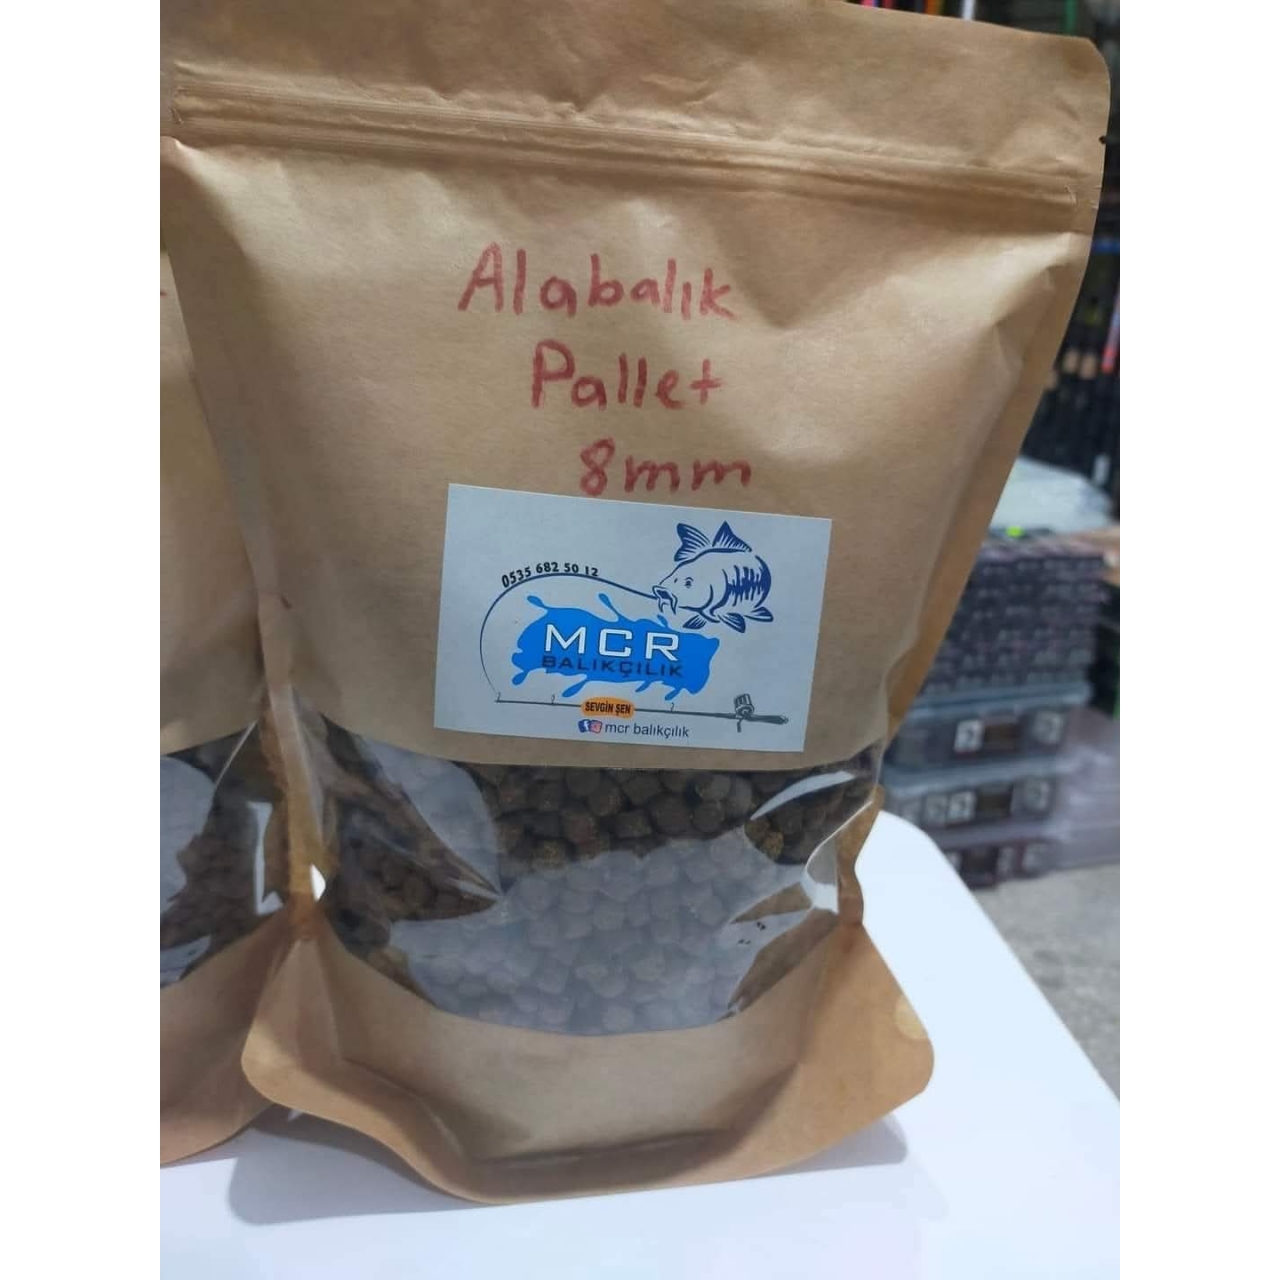 Alabalık
Pallet
8mm
0535 682 50 12
MCR
BALIKÇILIK
SEVGİN ŞEN
mcr balıkçılık